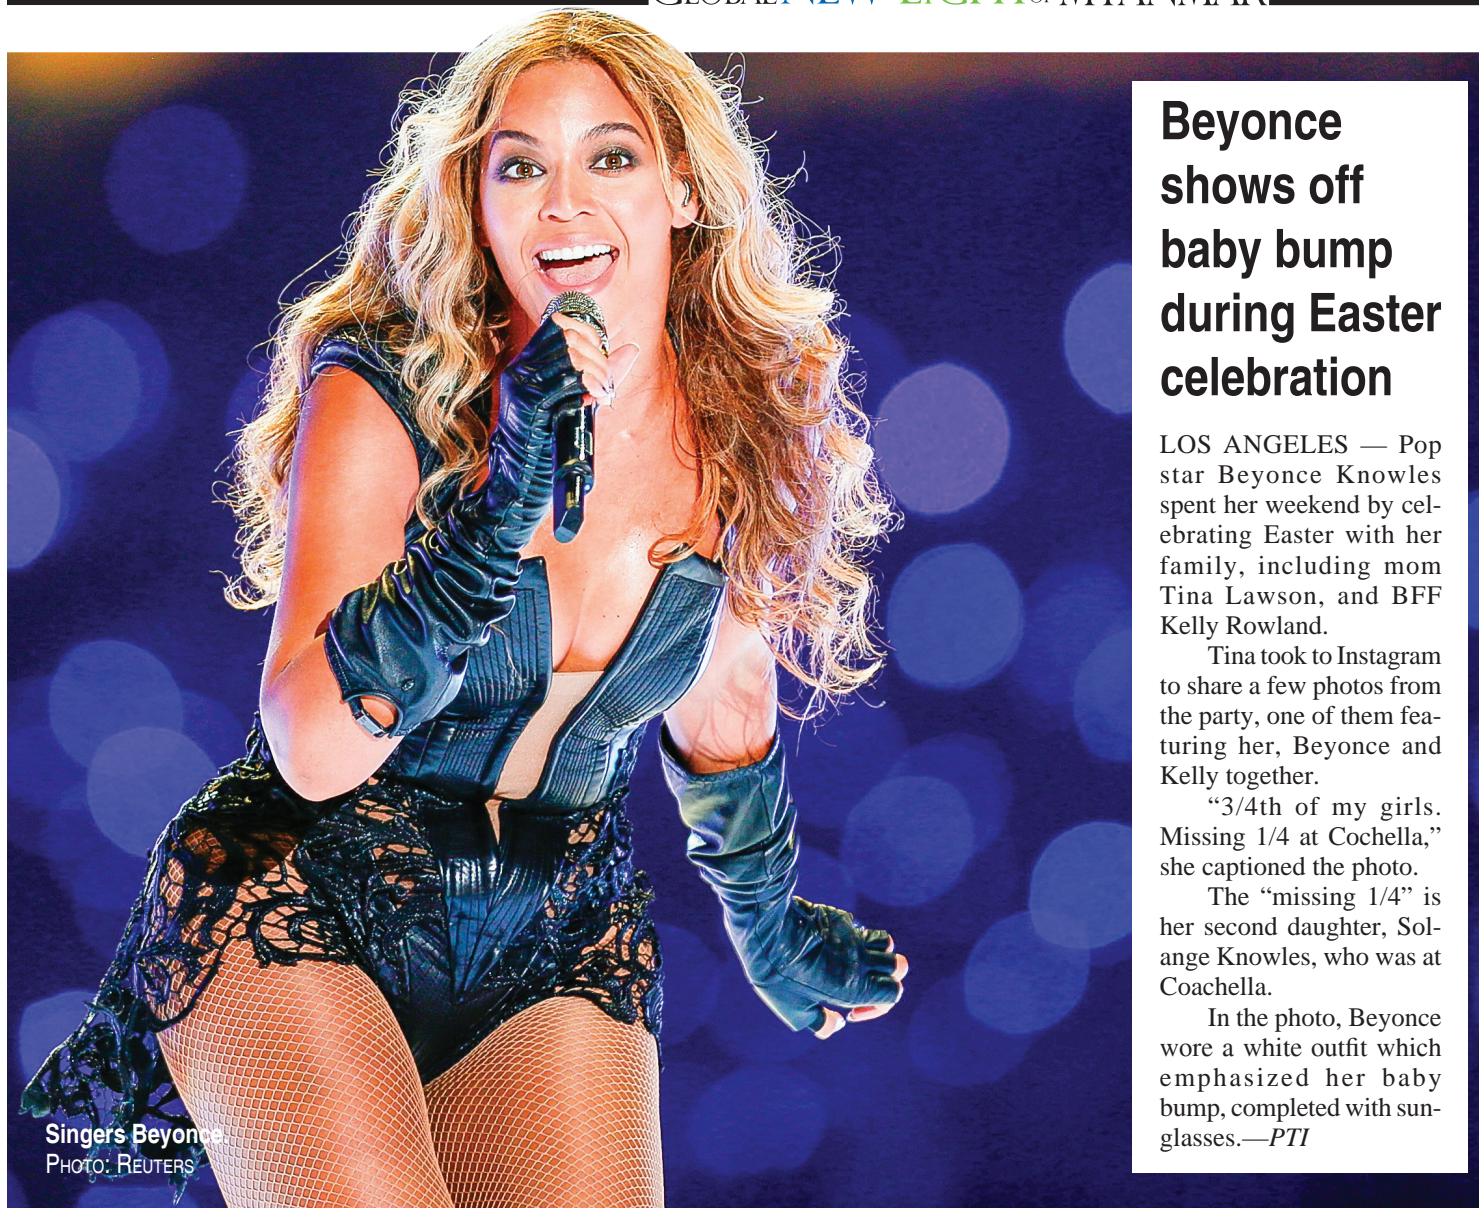 GLOBAL NEW LIGHT OF MYANMAR
Beyonce
shows off
baby bump
during Easter
celebration
LOS ANGELES — Pop
star Beyonce Knowles
spent her weekend by cel-
ebrating Easter with her
family, including mom
Tina Lawson, and BFF
Kelly Rowland.
Tina took to Instagram
to share a few photos from
the party, one of them fea-
turing her, Beyonce and
Kelly together.
“3/4th of my girls.
Missing 1/4 at Cochella,”
she captioned the photo.
The “missing 1/4” is
her second daughter, Sol-
ange Knowles, who was at
Coachella.
In the photo, Beyonce
wore a white outfit which
emphasized her baby
bump, completed with sun-
glasses.—PTI
Singers Beyonce.
PHOTO: REUTERS